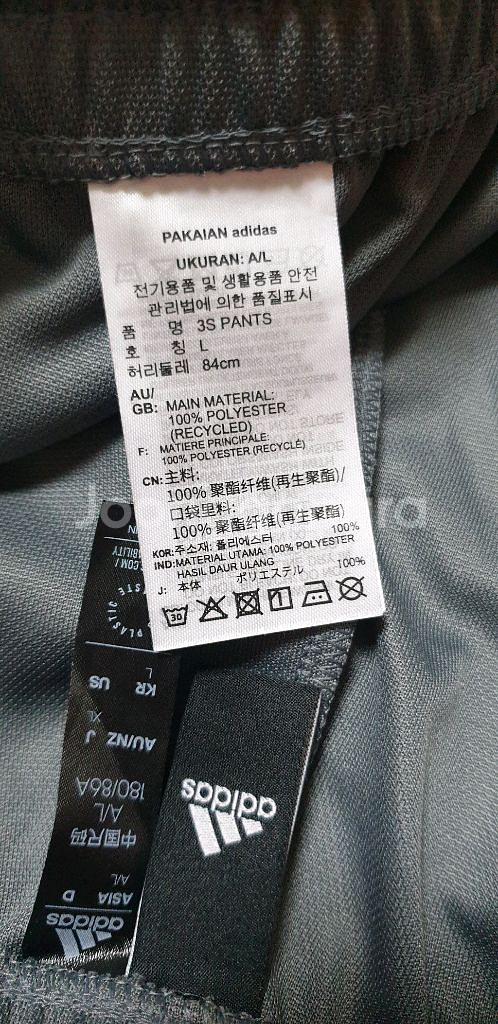 PAKAIAN adidas
UKURAN: A/L
전기용품 및 생활용품 안전
관리법에 의한 품질표시
품 명 3S PANTS
호 칭 L
허리둘레 84cm
AU/
GB: MAIN MATERIAL:
100% POLYESTER
(RECYCLED)
F: MATIERE PRINCIPALE:
100% POLYESTER (RECYCLÉ)
CN: 主料:
100% 聚酯纤维(再生聚酯)/
口袋里料:
100% 聚酯纤维(再生聚酯)
KOR: 주소재: 폴리에스터 100%
IND: MATERIAL UTAMA: 100% POLYESTER
HASIL DAUR ULANG
J: 本体 ポリエステル 100%
30
adidas
adidas
ASIA D
A/L
中国尺码
A/L
180/86A
AU/NZ J
XL
KR US
L